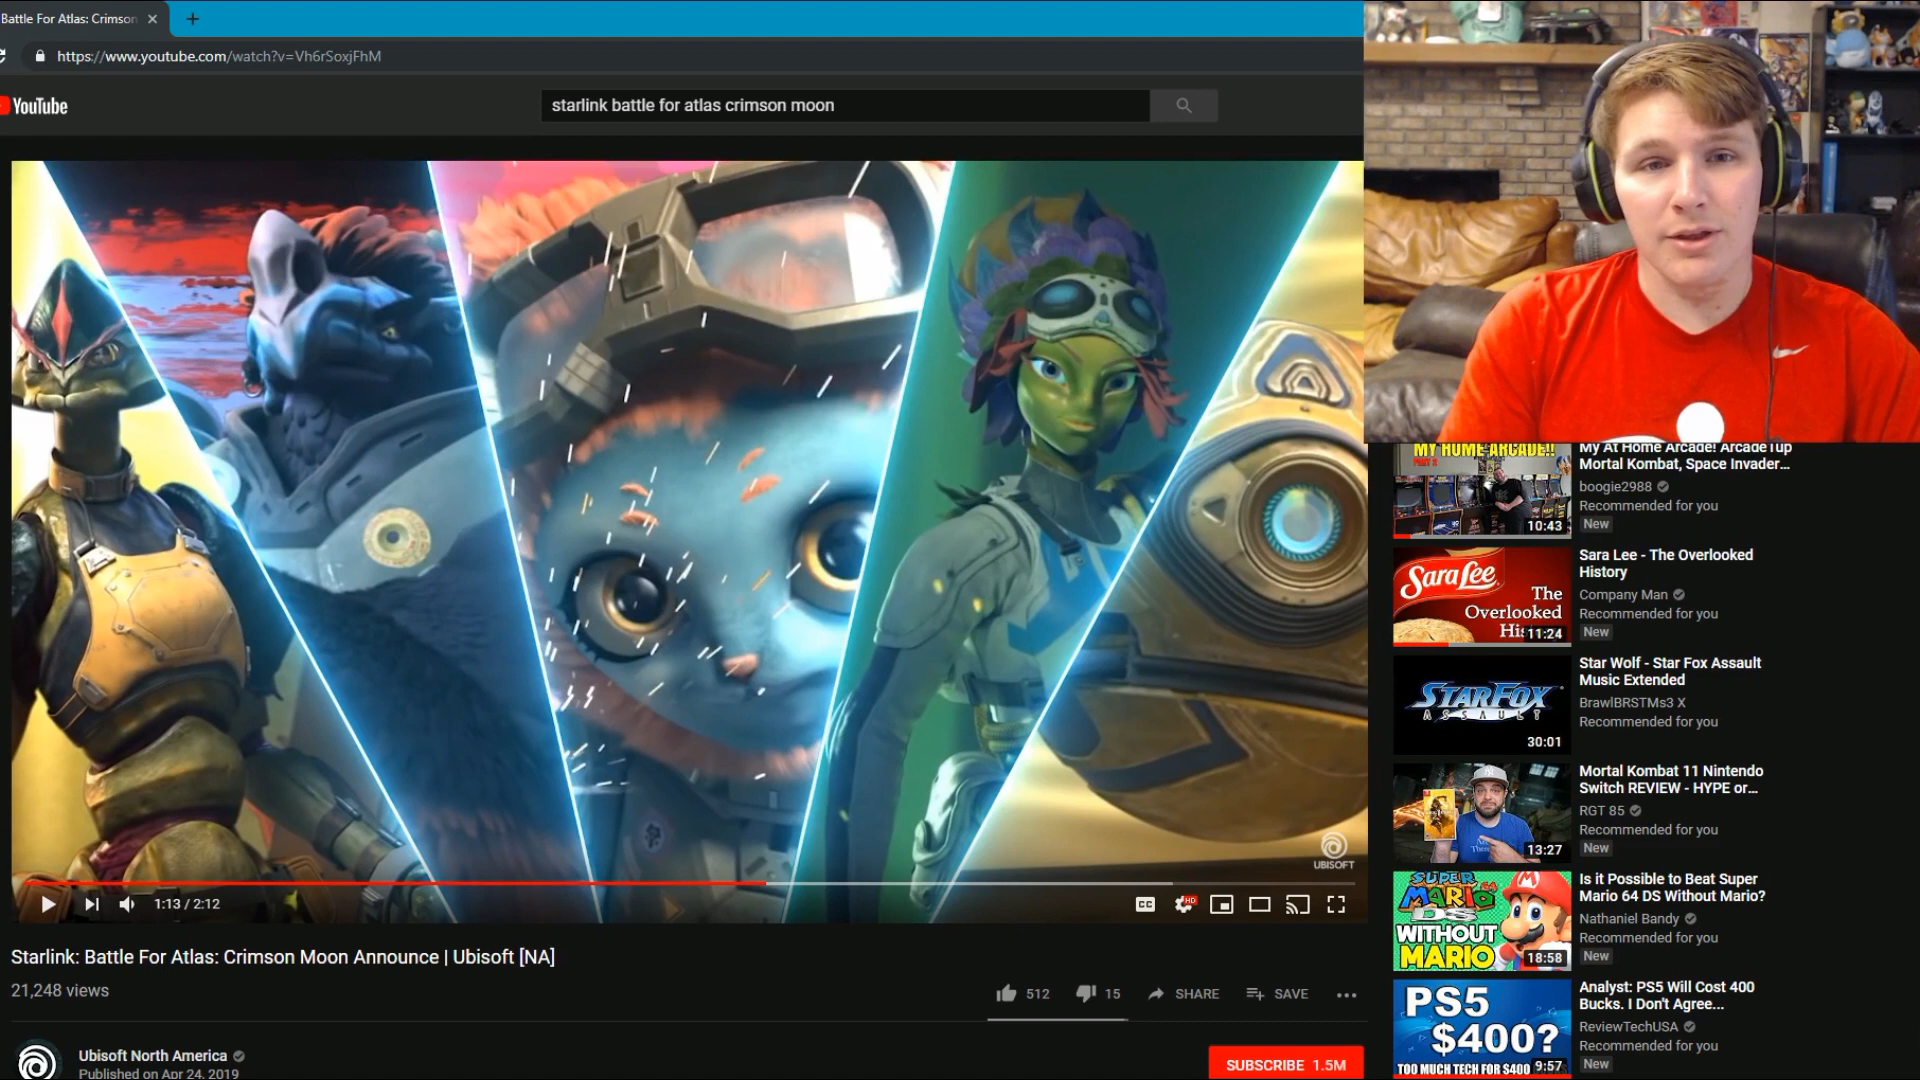 Battle For Atlas: Crimson
https://www.youtube.com/watch?v=Vh6rSoxjFhM
YouTube
starlink battle for atlas crimson moon
UBISOFT
1:13 / 2:12
CC
HD
Starlink: Battle For Atlas: Crimson Moon Announce | Ubisoft [NA]
21,248 views
512
15
SHARE
SAVE
Ubisoft North America
Published on Apr 24, 2019
SUBSCRIBE 1.5M
MY HOME ARCADE!!
PART 2
10:43
My At Home Arcade! Arcade1up
Mortal Kombat, Space Invader...
boogie2988
Recommended for you
New
Sara Lee
The
Overlooked
His
11:24
Sara Lee - The Overlooked
History
Company Man
Recommended for you
New
STARFOX
ASSAULT
30:01
Star Wolf - Star Fox Assault
Music Extended
BrawlBRSTMs3 X
Recommended for you
13:27
Mortal Kombat 11 Nintendo
Switch REVIEW - HYPE or...
RGT 85
Recommended for you
New
SUPER
MARIO 64
DS
WITHOUT
MARIO
18:58
Is it Possible to Beat Super
Mario 64 DS Without Mario?
Nathaniel Bandy
Recommended for you
New
PS5
$400?
TOO MUCH TECH FOR $400
9:57
Analyst: PS5 Will Cost 400
Bucks. I Don't Agree...
ReviewTechUSA
Recommended for you
New